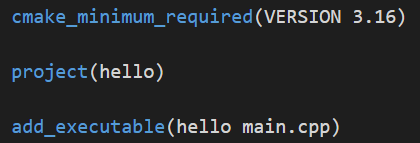 cmake_minimum_required(VERSION 3.16)
project(hello)
add_executable(hello main.cpp)